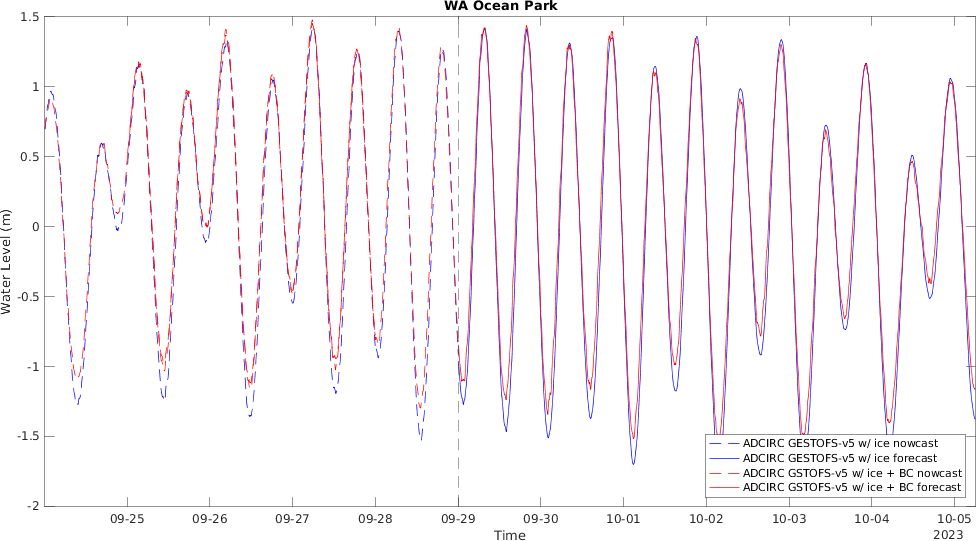 WA Ocean Park
1.5
1
0.5
0
-0.5
-1
-1.5
-2
Water Level (m)
ADCIRC GESTOFS-v5 w/ ice nowcast
ADCIRC GESTOFS-v5 w/ ice forecast
ADCIRC GSTOFS-v5 w/ ice + BC nowcast
ADCIRC GSTOFS-v5 w/ ice + BC forecast
09-25 09-26 09-27 09-28 09-29 09-30 10-01 10-02 10-03 10-04 10-05
Time
2023